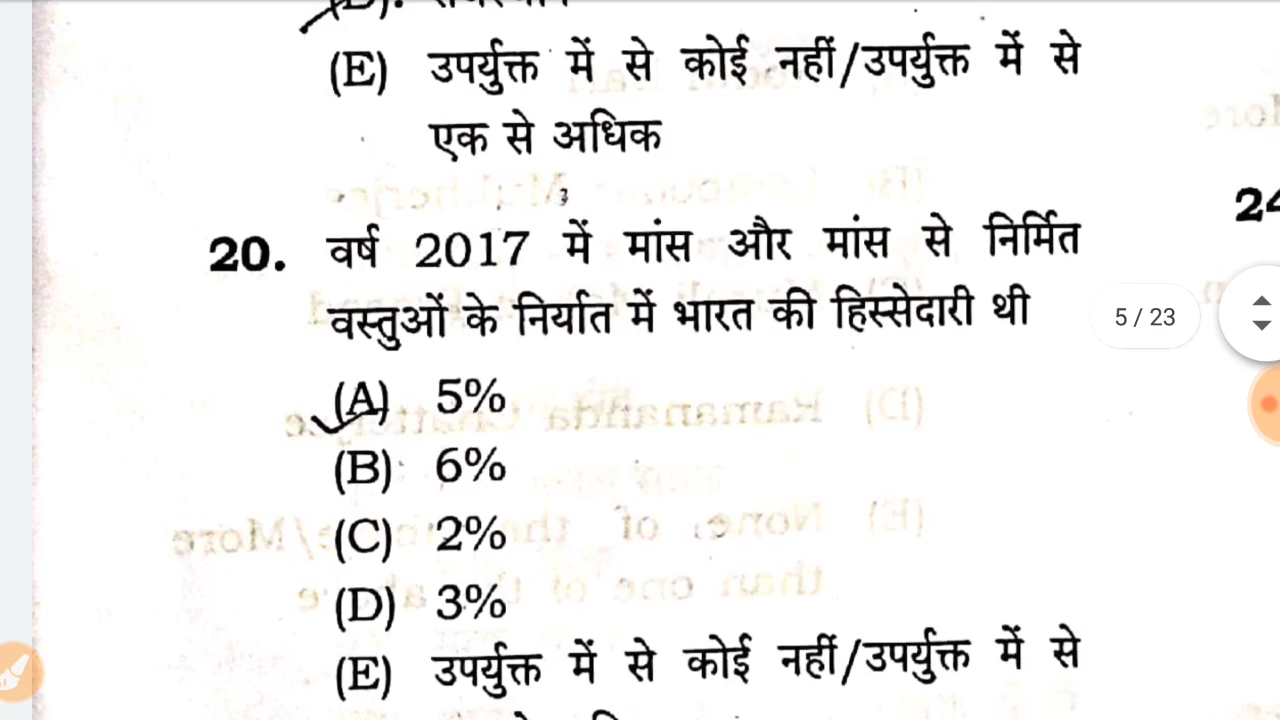 (E) उपर्युक्त में से कोई नहीं/उपर्युक्त में से
एक से अधिक
20. वर्ष 2017 में मांस और मांस से निर्मित
वस्तुओं के निर्यात में भारत की हिस्सेदारी थी
(A) 5%
(B) 6%
(C) 2%
(D) 3%
(E) उपर्युक्त में से कोई नहीं/उपर्युक्त में से
24
5 / 23